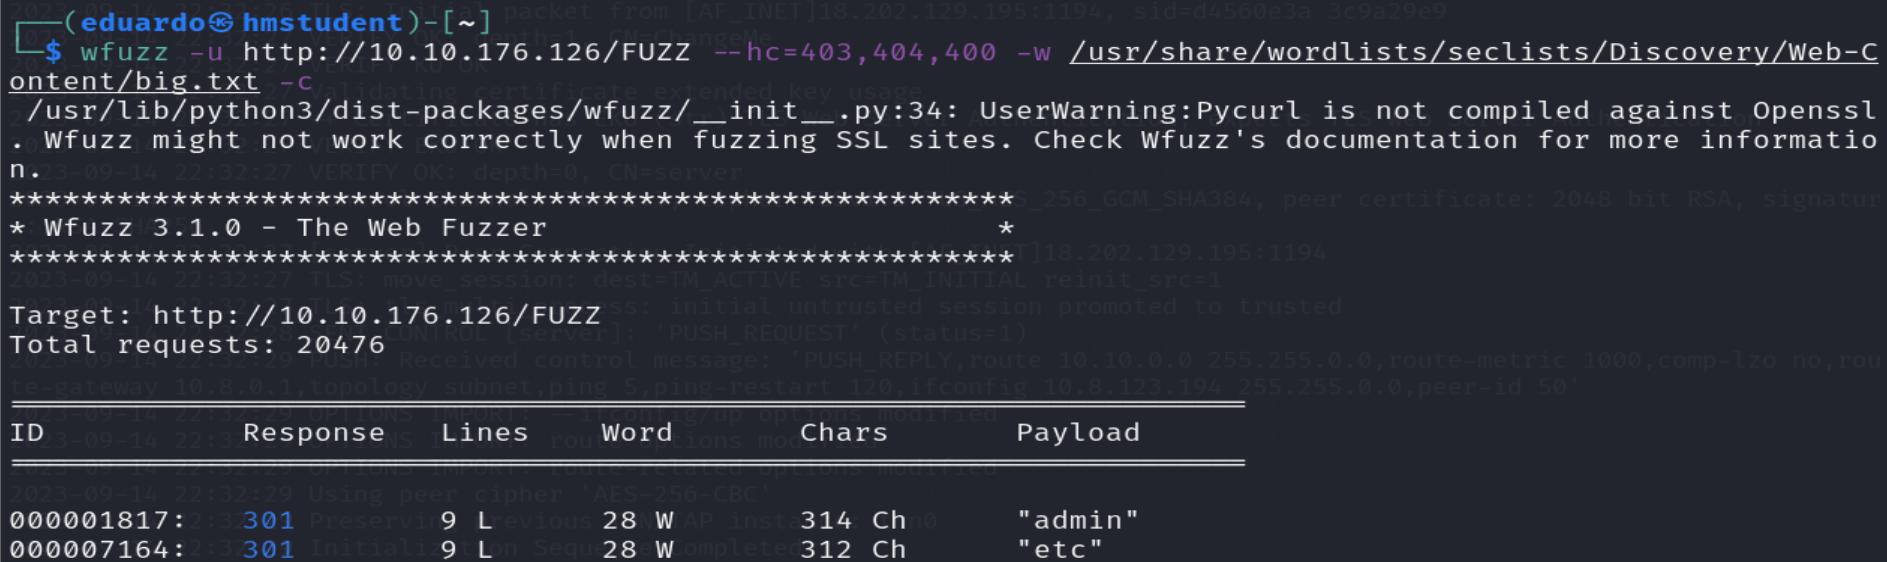 ┌──(eduardo㉿hmstudent)-[~]
└─$ wfuzz -u http://10.10.176.126/FUZZ --hc=403,404,400 -w /usr/share/wordlists/seclists/Discovery/Web-C
ontent/big.txt -c
/usr/lib/python3/dist-packages/wfuzz/__init__.py:34: UserWarning:Pycurl is not compiled against Openssl
. Wfuzz might not work correctly when fuzzing SSL sites. Check Wfuzz's documentation for more informatio
n.
********************************************************
* Wfuzz 3.1.0 - The Web Fuzzer                         *
********************************************************
Target: http://10.10.176.126/FUZZ
Total requests: 20476
=====================================================================
ID           Response   Lines    Word       Chars       Payload
=====================================================================
000001817:   301        9 L      28 W       314 Ch      "admin"
000007164:   301        9 L      28 W       312 Ch      "etc"